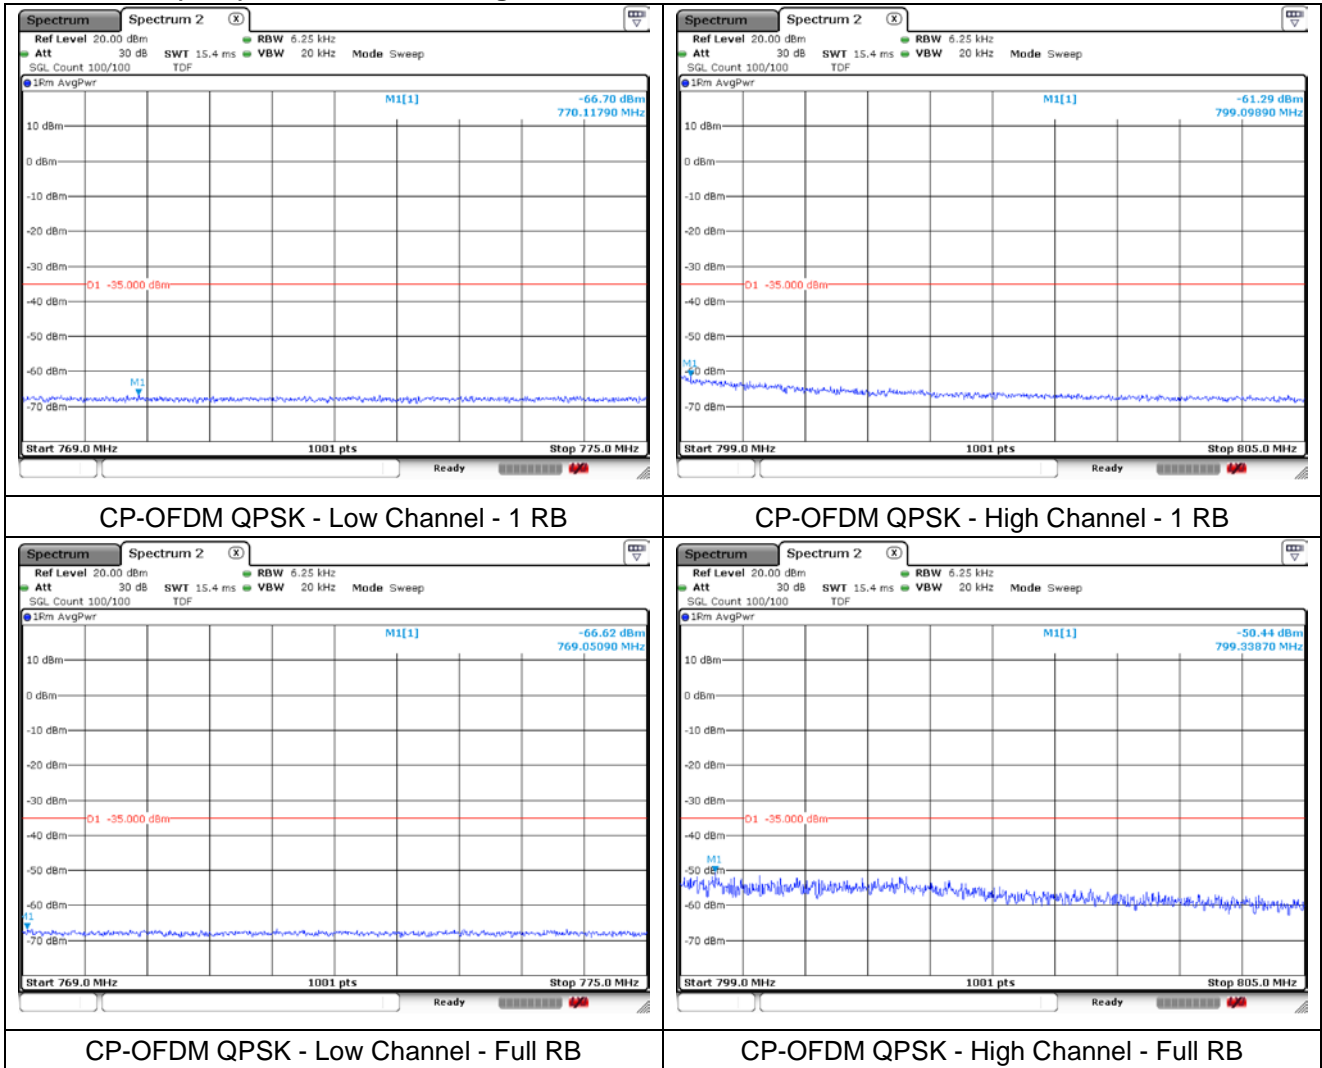 Spectrum Spectrum 2 X
Ref Level 20.00 dBm RBW 6.25 kHz
Att 30 dB SWT 15.4 ms VBW 20 kHz Mode Sweep
SGL Count 100/100 TDF
1Rm AvgPwr
M1[1] -66.70 dBm
770.11790 MHz
10 dBm
0 dBm
-10 dBm
-20 dBm
-30 dBm
D1 -35.000 dBm
-40 dBm
-50 dBm
-60 dBm
M1
-70 dBm
Start 769.0 MHz 1001 pts Stop 775.0 MHz
Ready
CP-OFDM QPSK - Low Channel - 1 RB
Spectrum Spectrum 2 X
Ref Level 20.00 dBm RBW 6.25 kHz
Att 30 dB SWT 15.4 ms VBW 20 kHz Mode Sweep
SGL Count 100/100 TDF
1Rm AvgPwr
M1[1] -61.29 dBm
799.09890 MHz
10 dBm
0 dBm
-10 dBm
-20 dBm
-30 dBm
D1 -35.000 dBm
-40 dBm
-50 dBm
M1
-60 dBm
-70 dBm
Start 799.0 MHz 1001 pts Stop 805.0 MHz
Ready
CP-OFDM QPSK - High Channel - 1 RB
Spectrum Spectrum 2 X
Ref Level 20.00 dBm RBW 6.25 kHz
Att 30 dB SWT 15.4 ms VBW 20 kHz Mode Sweep
SGL Count 100/100 TDF
1Rm AvgPwr
M1[1] -66.62 dBm
769.05090 MHz
10 dBm
0 dBm
-10 dBm
-20 dBm
-30 dBm
D1 -35.000 dBm
-40 dBm
-50 dBm
-60 dBm
M1
-70 dBm
Start 769.0 MHz 1001 pts Stop 775.0 MHz
Ready
CP-OFDM QPSK - Low Channel - Full RB
Spectrum Spectrum 2 X
Ref Level 20.00 dBm RBW 6.25 kHz
Att 30 dB SWT 15.4 ms VBW 20 kHz Mode Sweep
SGL Count 100/100 TDF
1Rm AvgPwr
M1[1] -50.44 dBm
799.33870 MHz
10 dBm
0 dBm
-10 dBm
-20 dBm
-30 dBm
D1 -35.000 dBm
-40 dBm
M1
-50 dBm
-60 dBm
-70 dBm
Start 799.0 MHz 1001 pts Stop 805.0 MHz
Ready
CP-OFDM QPSK - High Channel - Full RB